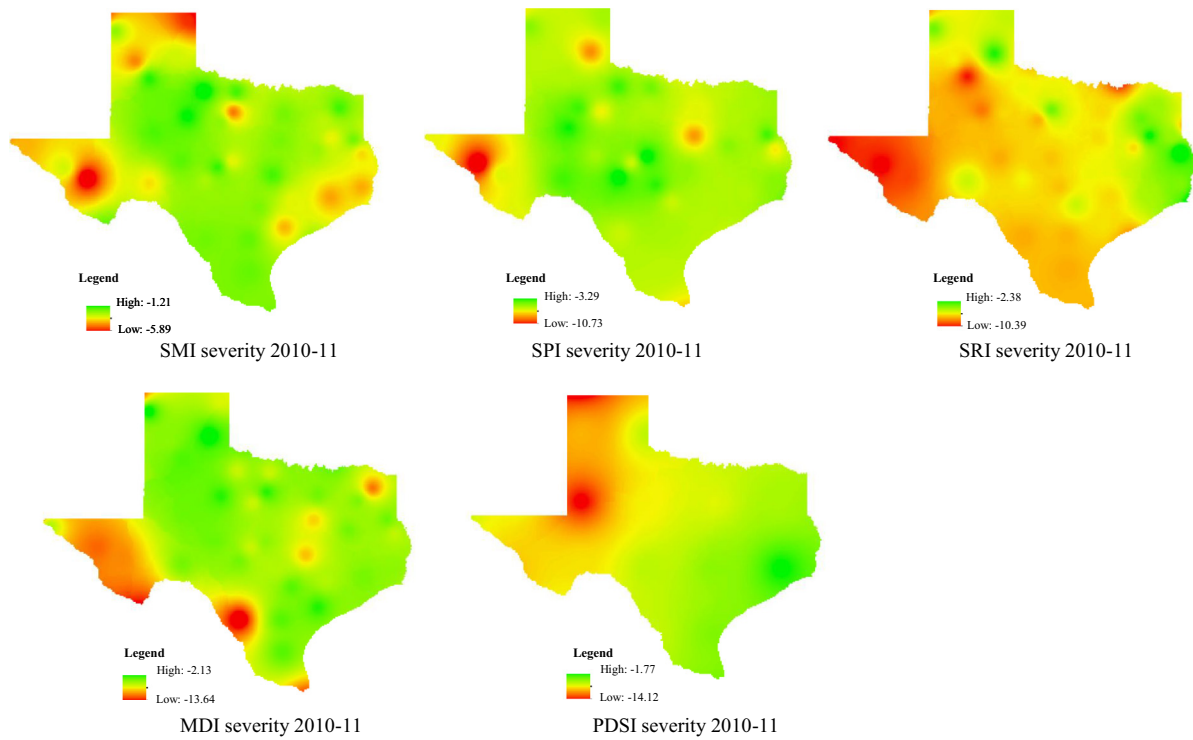 Legend
High: -1.21
Low: -5.89
SMI severity 2010-11
Legend
High: -3.29
Low: -10.73
SPI severity 2010-11
Legend
High: -2.38
Low: -10.39
SRI severity 2010-11
Legend
High: -2.13
Low: -13.64
MDI severity 2010-11
Legend
High: -1.77
Low: -14.12
PDSI severity 2010-11